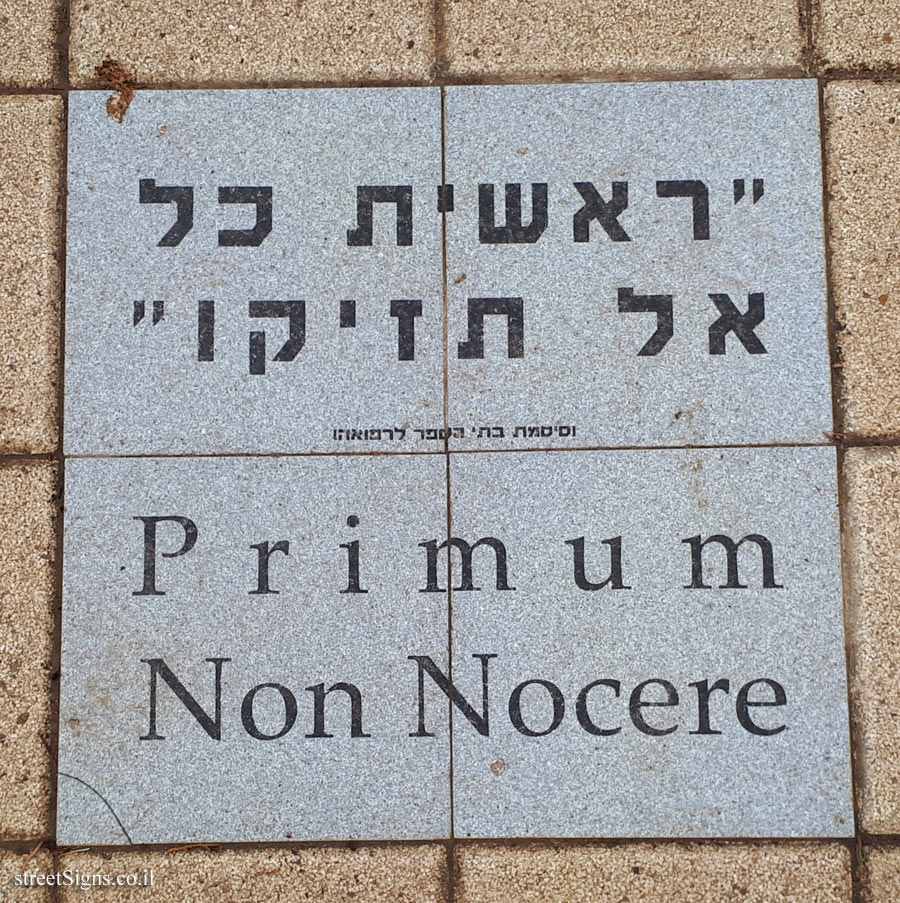 "ראשית כל
אל תזיקו"
(סיסמת בתי הספר לרפואה)
Primum
Non Nocere
streetSigns.co.il